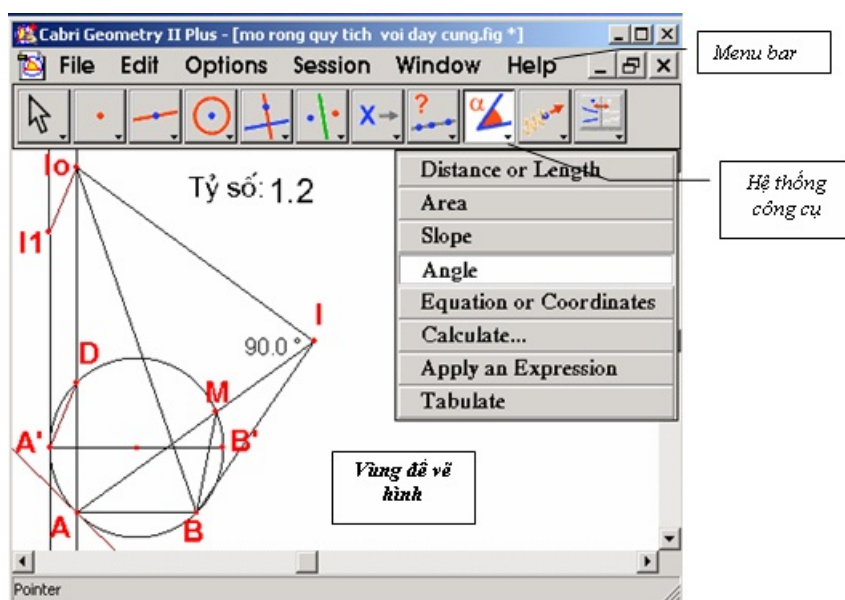 Cabri Geometry II Plus - [mo rong quy tich voi day cung.fig *]
File Edit Options Session Window Help
Menu bar
α
Distance or Length
Area
Slope
Angle
Equation or Coordinates
Calculate...
Apply an Expression
Tabulate
Hệ thống
công cụ
Io
Tỷ số: 1.2
I1
I
90.0 °
D
M
A'
B'
A
B
Vùng để vẽ
hình
Pointer